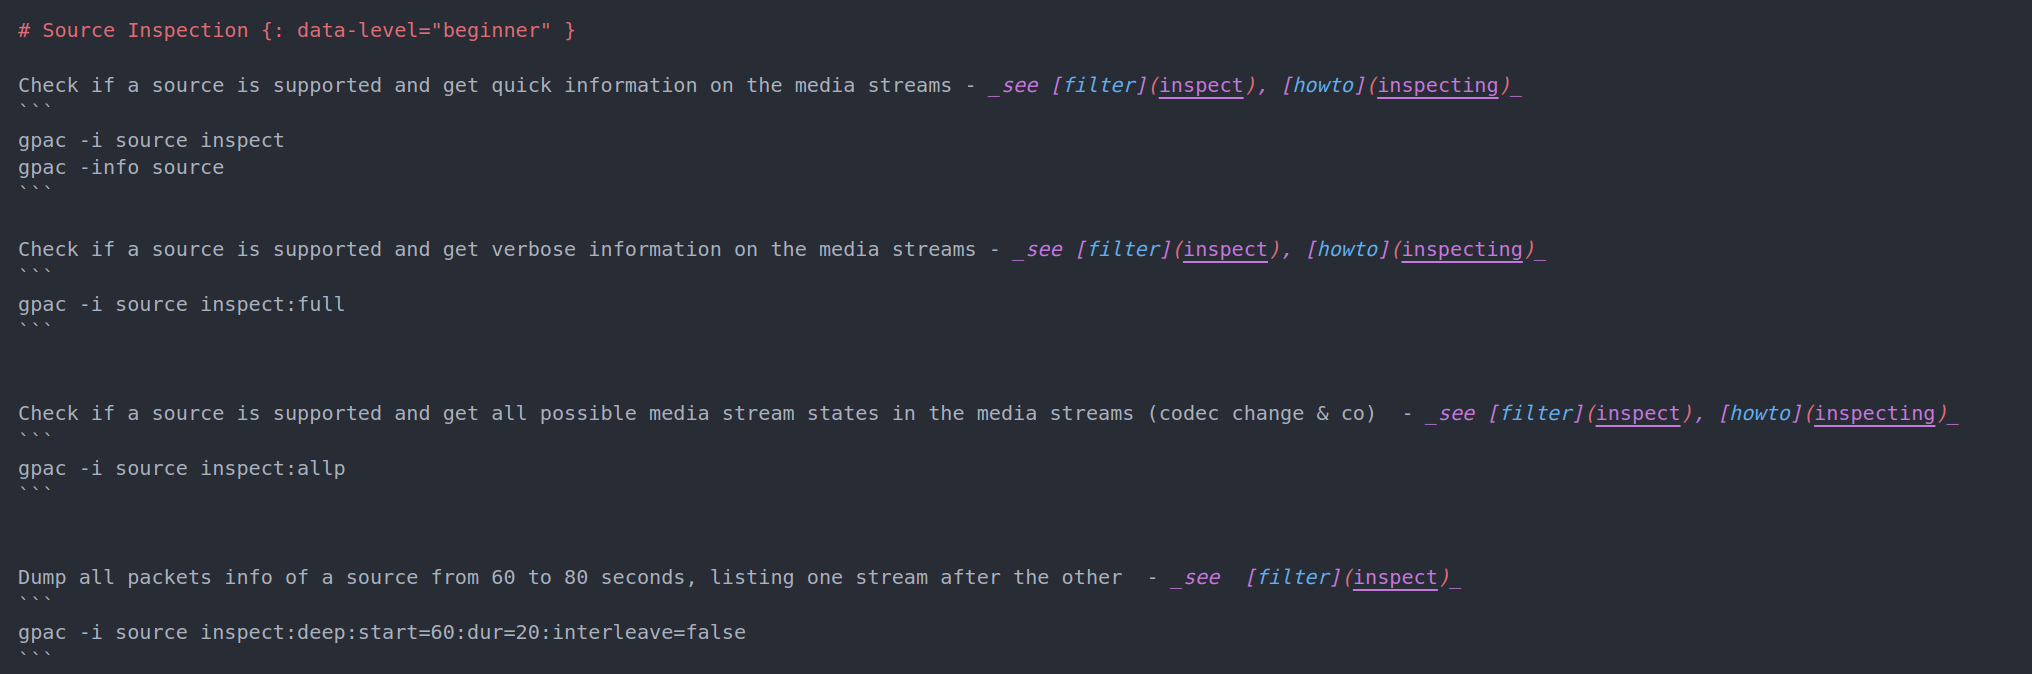 # Source Inspection {: data-level="beginner" }
Check if a source is supported and get quick information on the media streams - _see [filter](inspect), [howto](inspecting)_
```
gpac -i source inspect
gpac -info source
```
Check if a source is supported and get verbose information on the media streams - _see [filter](inspect), [howto](inspecting)_
```
gpac -i source inspect:full
```
Check if a source is supported and get all possible media stream states in the media streams (codec change & co)  - _see [filter](inspect), [howto](inspecting)_
```
gpac -i source inspect:allp
```
Dump all packets info of a source from 60 to 80 seconds, listing one stream after the other  - _see  [filter](inspect)_
```
gpac -i source inspect:deep:start=60:dur=20:interleave=false
```